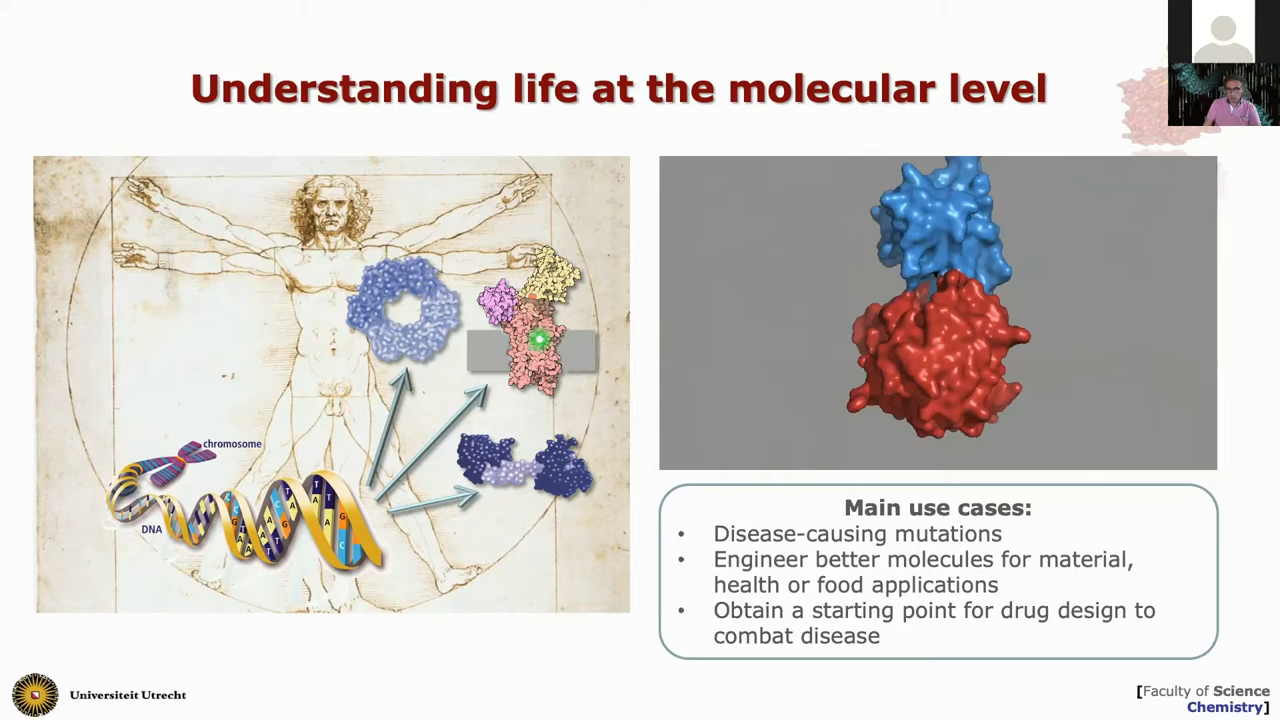 Understanding life at the molecular level
chromosome
DNA
Main use cases:
• Disease-causing mutations
• Engineer better molecules for material,
health or food applications
• Obtain a starting point for drug design to
combat disease
Universiteit Utrecht
[Faculty of Science
Chemistry]